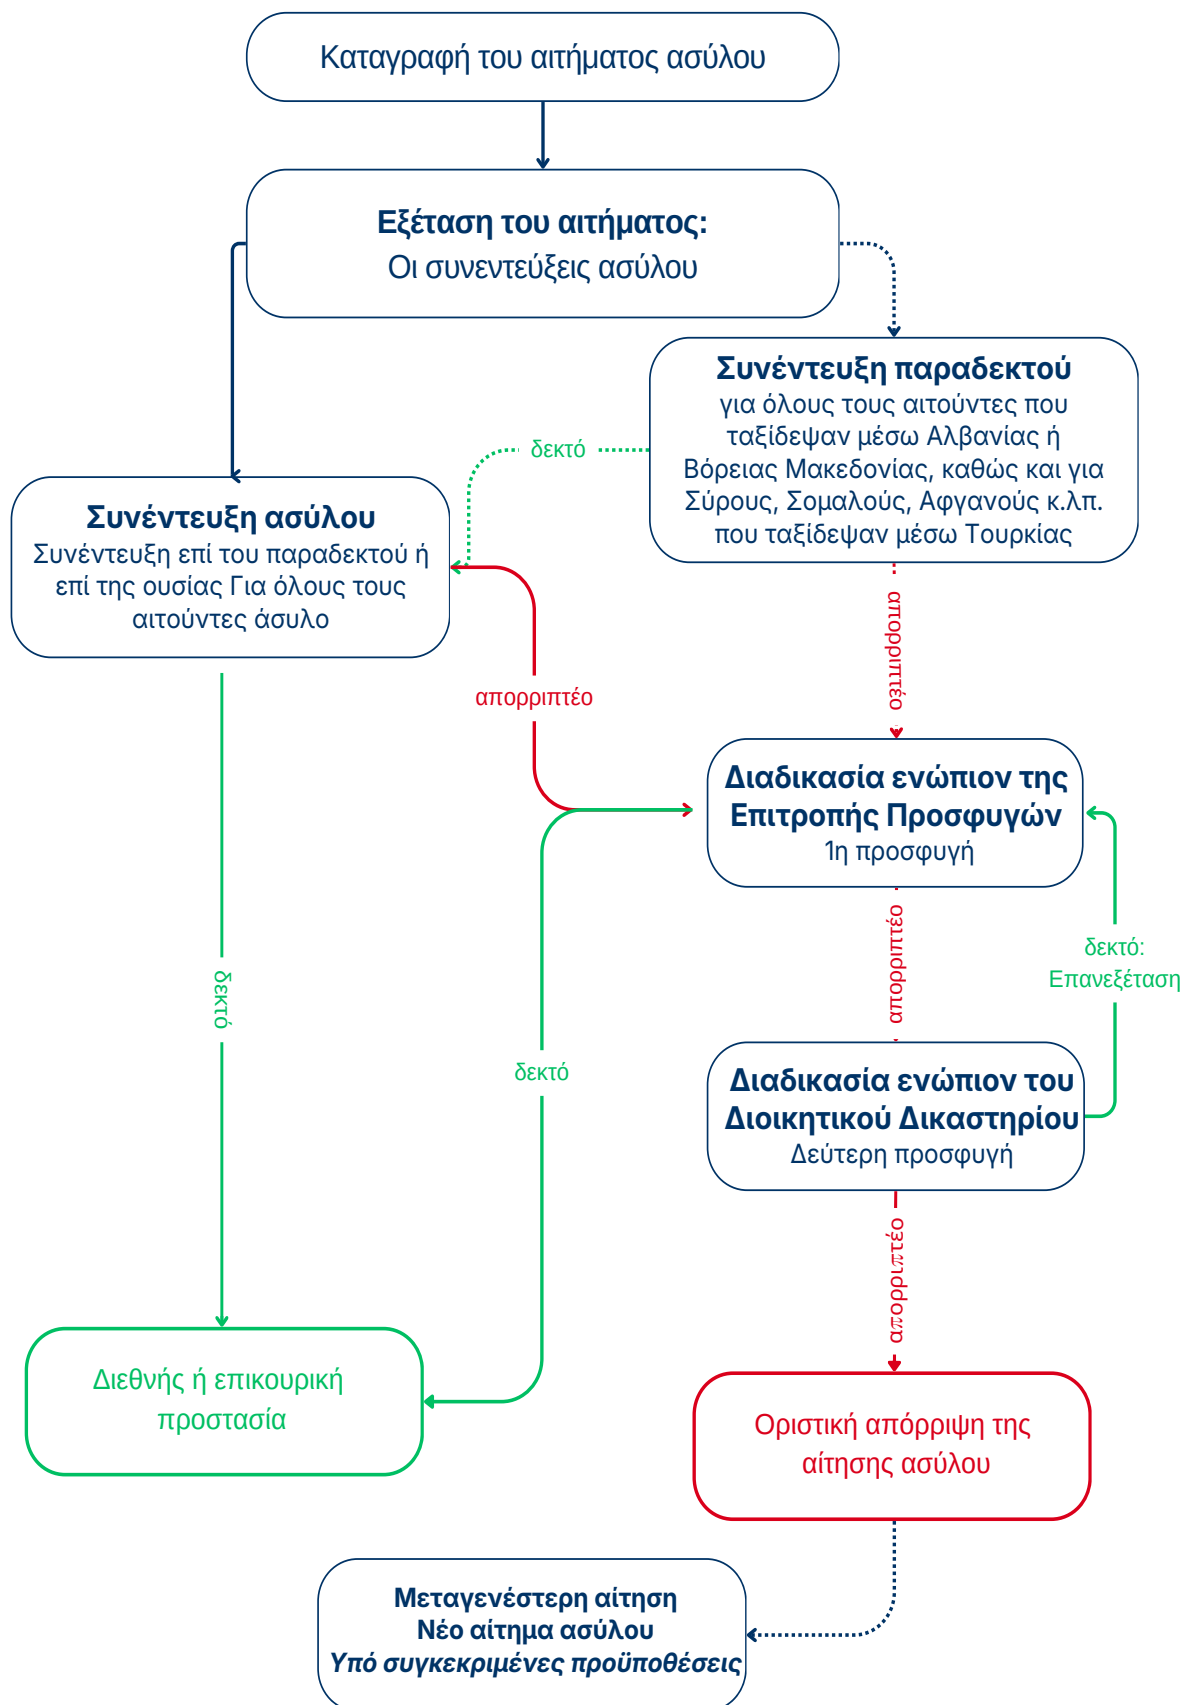 Καταγραφή του αιτήματος ασύλου
Εξέταση του αιτήματος:
Οι συνεντεύξεις ασύλου
Συνέντευξη παραδεκτού
για όλους τους αιτούντες που
ταξίδεψαν μέσω Αλβανίας ή
Βόρειας Μακεδονίας, καθώς και για
Σύρους, Σομαλούς, Αφγανούς κ.λπ.
που ταξίδεψαν μέσω Τουρκίας
δεκτό
Συνέντευξη ασύλου
Συνέντευξη επί του παραδεκτού ή
επί της ουσίας Για όλους τους
αιτούντες άσυλο
απορριπτέο
απορριπτέο
Διαδικασία ενώπιον της
Επιτροπής Προσφυγών
1η προσφυγή
απορριπτέο
δεκτό:
Επανεξέταση
δεκτό
δεκτό
Διαδικασία ενώπιον του
Διοικητικού Δικαστηρίου
Δεύτερη προσφυγή
απορριπτέο
Διεθνής ή επικουρική
προστασία
Οριστική απόρριψη της
αίτησης ασύλου
Μεταγενέστερη αίτηση
Νέο αίτημα ασύλου
Υπό συγκεκριμένες προϋποθέσεις